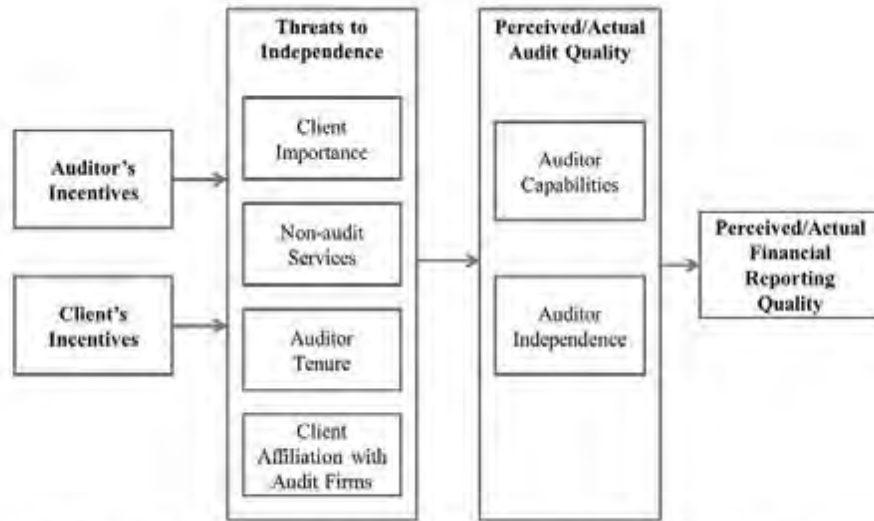 Auditor's
Incentives
Client's
Incentives
Threats to
Independence
Client
Importance
Non-audit
Services
Auditor
Tenure
Client
Affiliation with
Audit Firms
Perceived/Actual
Audit Quality
Auditor
Capabilities
Auditor
Independence
Perceived/Actual
Financial
Reporting
Quality